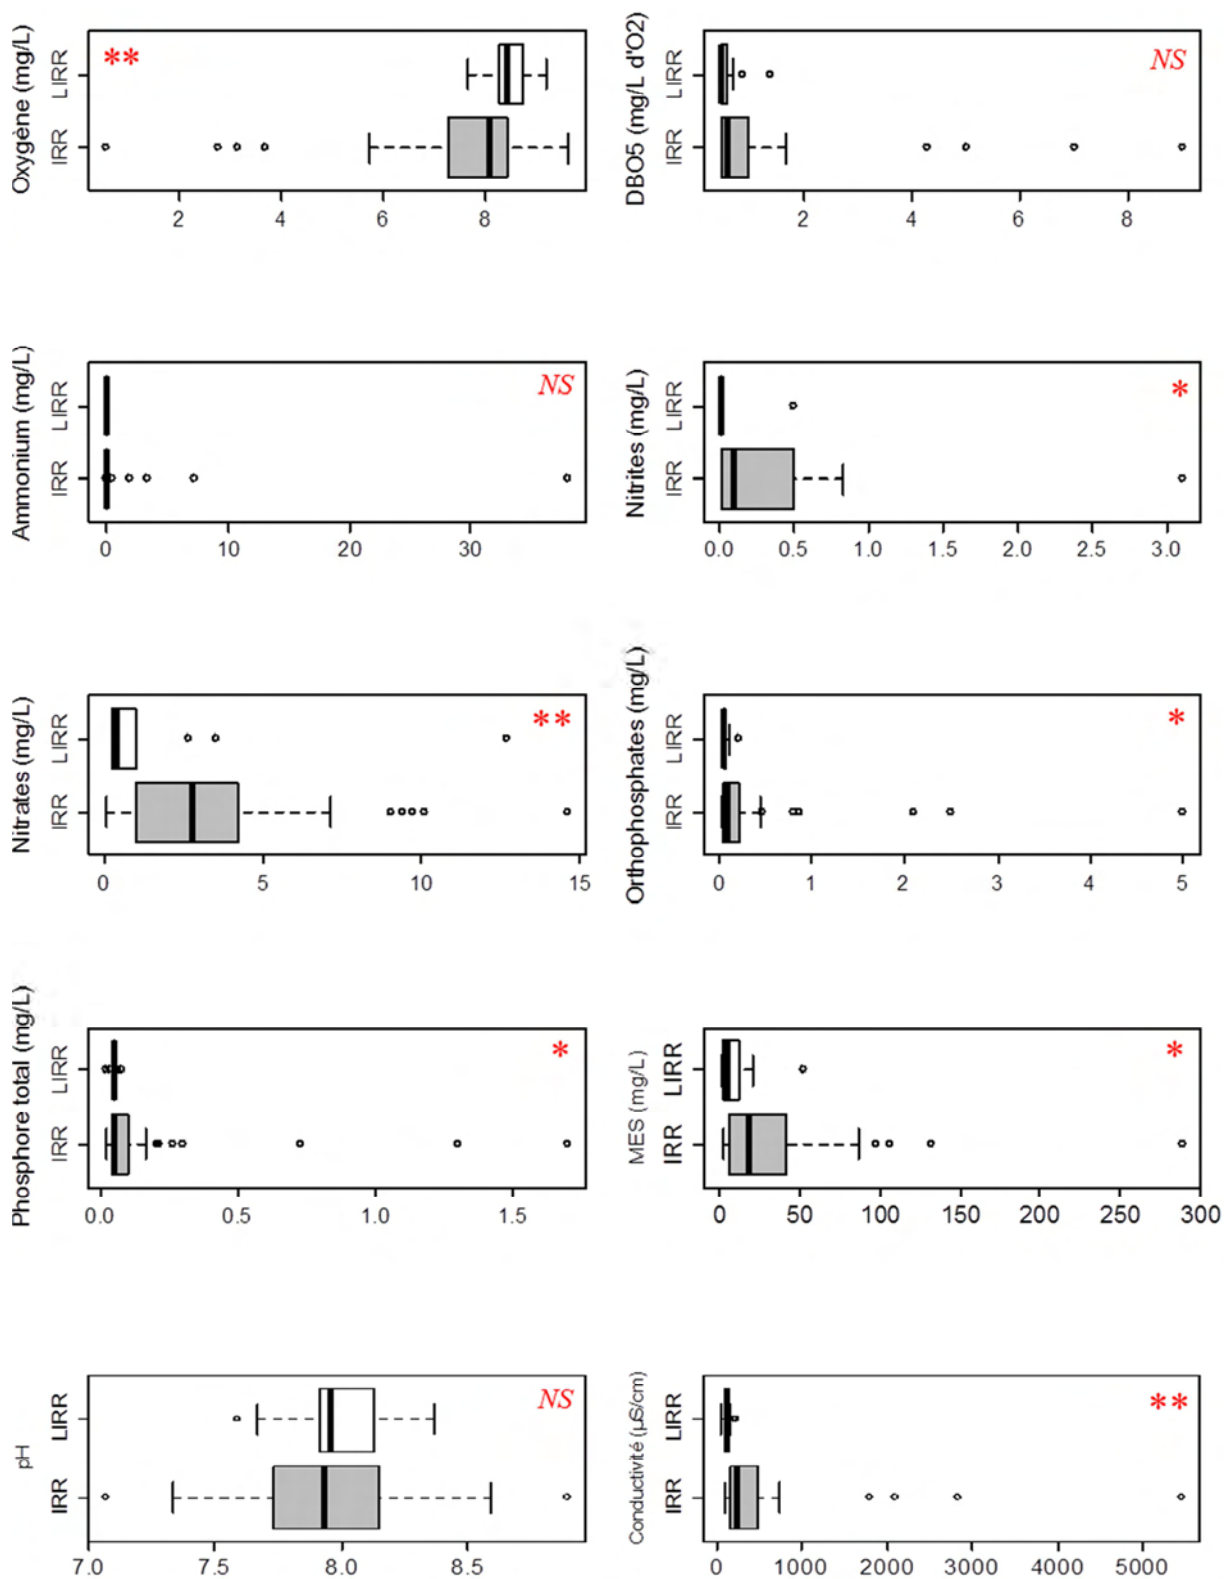 Oxygène (mg/L)
LIRR
IRR
**
2 4 6 8
DBO5 (mg/L d'O2)
LIRR
IRR
NS
2 4 6 8
Ammonium (mg/L)
LIRR
IRR
NS
0 10 20 30
Nitrites (mg/L)
LIRR
IRR
*
0.0 0.5 1.0 1.5 2.0 2.5 3.0
Nitrates (mg/L)
LIRR
IRR
**
0 5 10 15
Orthophosphates (mg/L)
LIRR
IRR
*
0 1 2 3 4 5
Phosphore total (mg/L)
LIRR
IRR
*
0.0 0.5 1.0 1.5
MES (mg/L)
LIRR
IRR
*
0 50 100 150 200 250 300
pH
LIRR
IRR
NS
7.0 7.5 8.0 8.5
Conductivité (µS/cm)
LIRR
IRR
**
0 1000 2000 3000 4000 5000